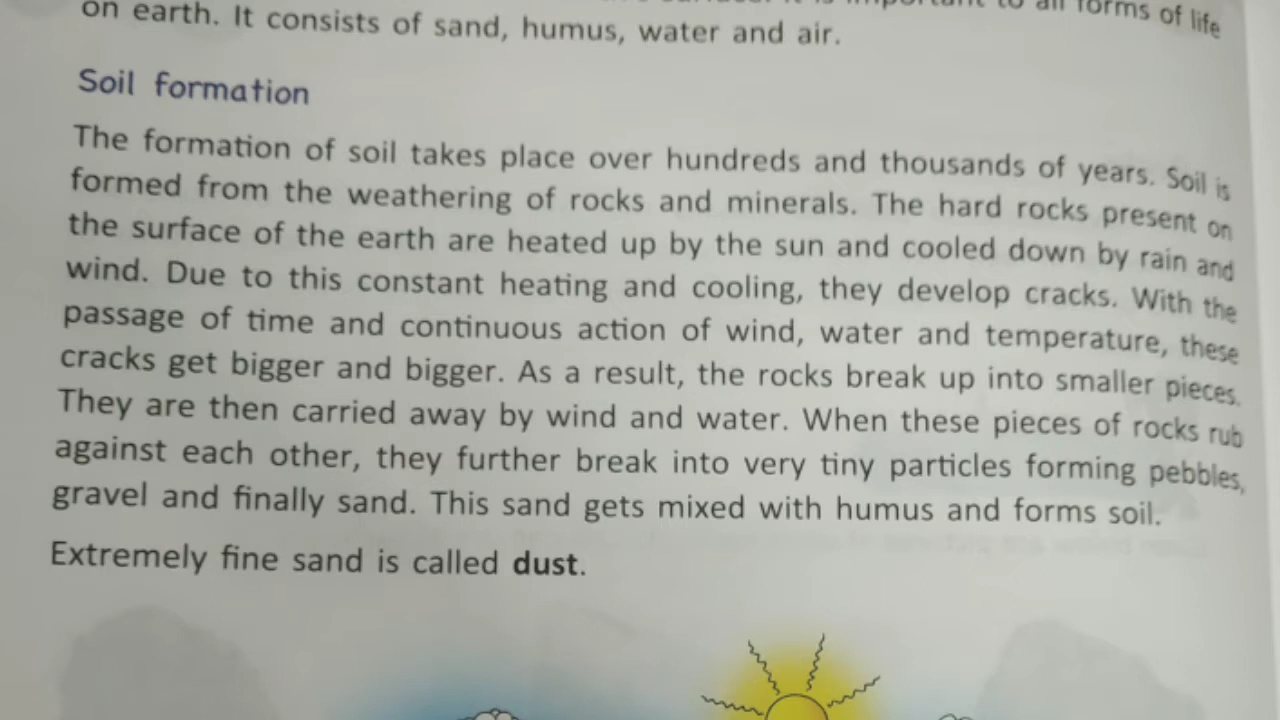 to all forms of life
on earth. It consists of sand, humus, water and air.
Soil formation
The formation of soil takes place over hundreds and thousands of years. Soil is
formed from the weathering of rocks and minerals. The hard rocks present on
the surface of the earth are heated up by the sun and cooled down by rain and
wind. Due to this constant heating and cooling, they develop cracks. With the
passage of time and continuous action of wind, water and temperature, these
cracks get bigger and bigger. As a result, the rocks break up into smaller pieces.
They are then carried away by wind and water. When these pieces of rocks rub
against each other, they further break into very tiny particles forming pebbles,
gravel and finally sand. This sand gets mixed with humus and forms soil.
Extremely fine sand is called dust.